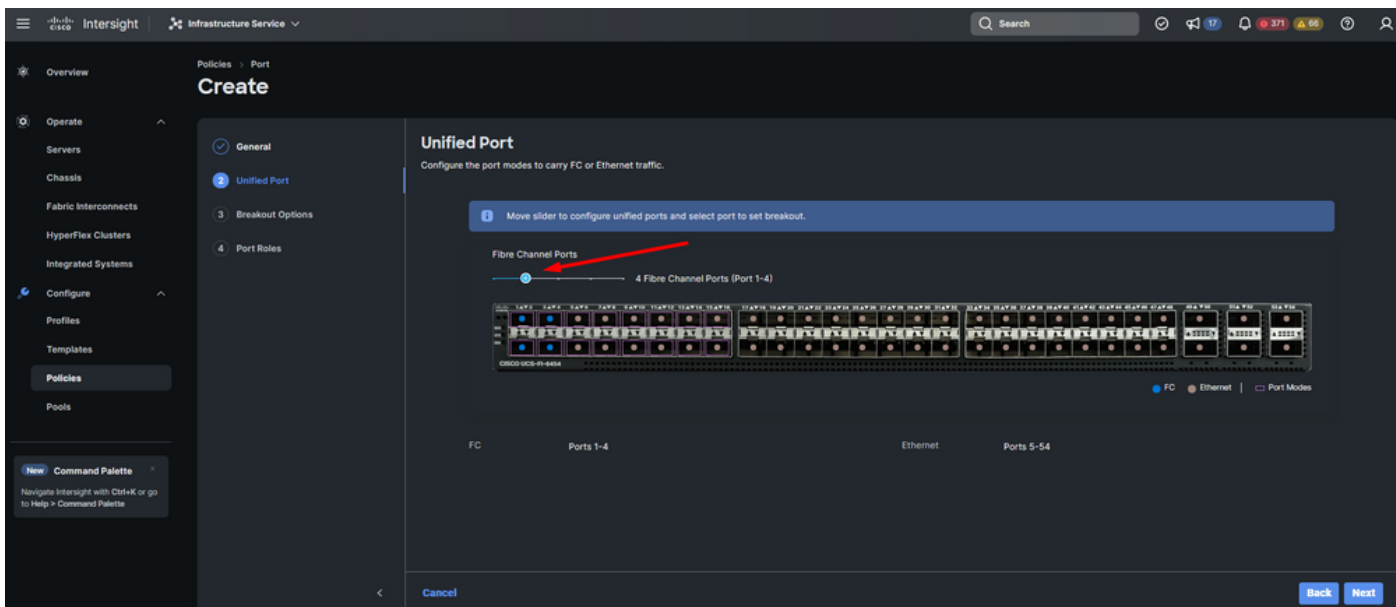 cisco Intersight
Infrastructure Service
Search
17
371
66
Overview
Operate
Servers
Chassis
Fabric Interconnects
HyperFlex Clusters
Integrated Systems
Configure
Profiles
Templates
Policies
Pools
New Command Palette
Navigate Intersight with Ctrl+K or go
to Help > Command Palette
Policies > Port
Create
General
2 Unified Port
3 Breakout Options
4 Port Roles
Unified Port
Configure the port modes to carry FC or Ethernet traffic.
Move slider to configure unified ports and select port to set breakout.
Fibre Channel Ports
4 Fibre Channel Ports (Port 1-4)
CISCO UCS-FI-6454
FC Ethernet | Port Modes
FC Ports 1-4 Ethernet Ports 5-54
Cancel Back Next